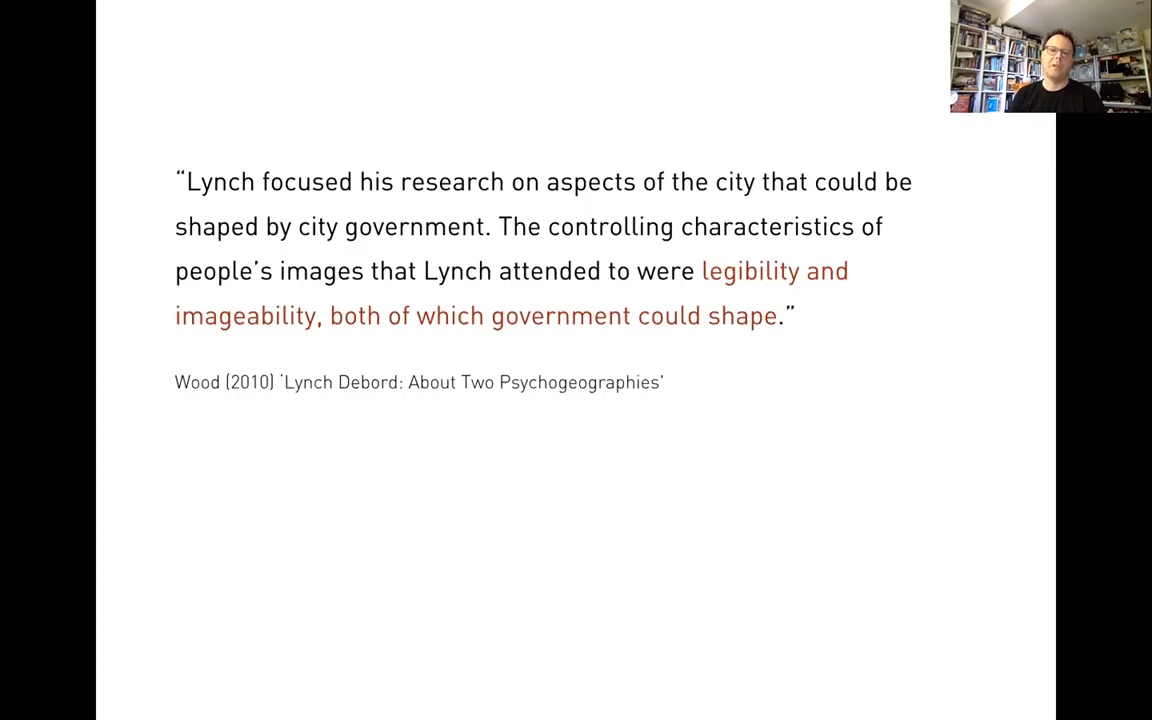 “Lynch focused his research on aspects of the city that could be
shaped by city government. The controlling characteristics of
people’s images that Lynch attended to were legibility and
imageability, both of which government could shape.”
Wood (2010) ‘Lynch Debord: About Two Psychogeographies’